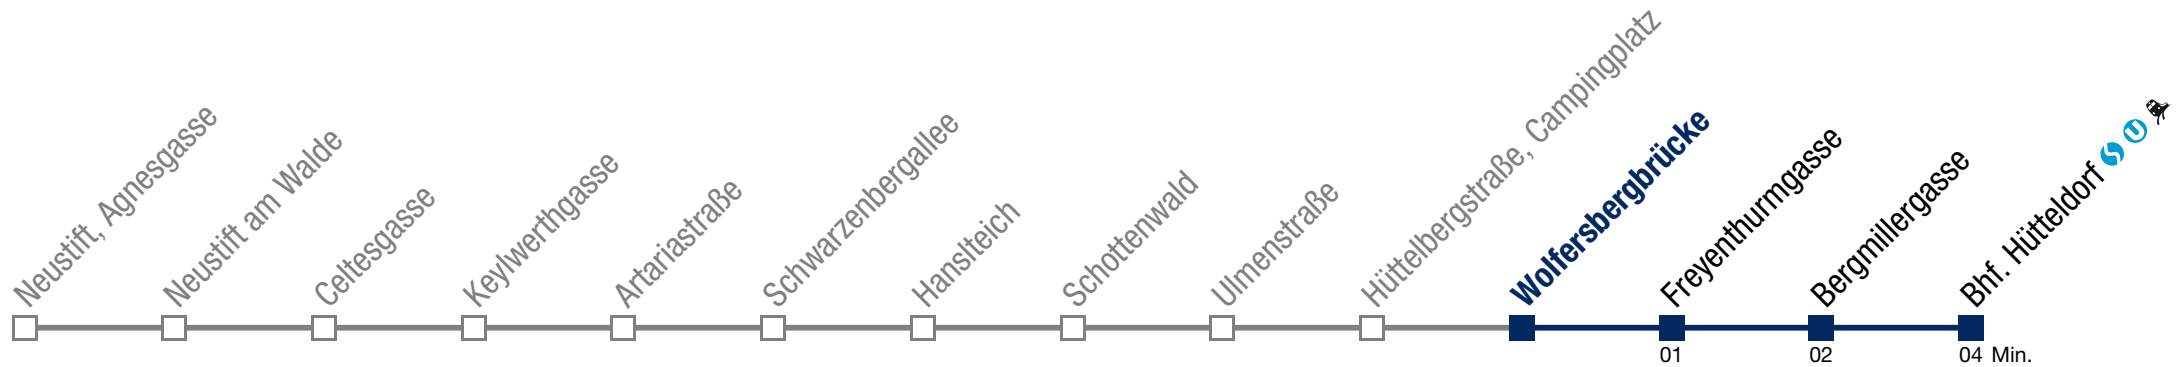 Neustift, Agnesgasse
Neustift am Walde
Celtesgasse
Keylwerthgasse
Artariastraße
Schwarzenbergallee
Hanslteich
Schottenwald
Ulmenstraße
Hüttelbergstraße, Campingplatz
Wolfersbergbrücke
Freyenthurmgasse
Bergmillergasse
Bhf. Hütteldorf S U
01 02 04 Min.